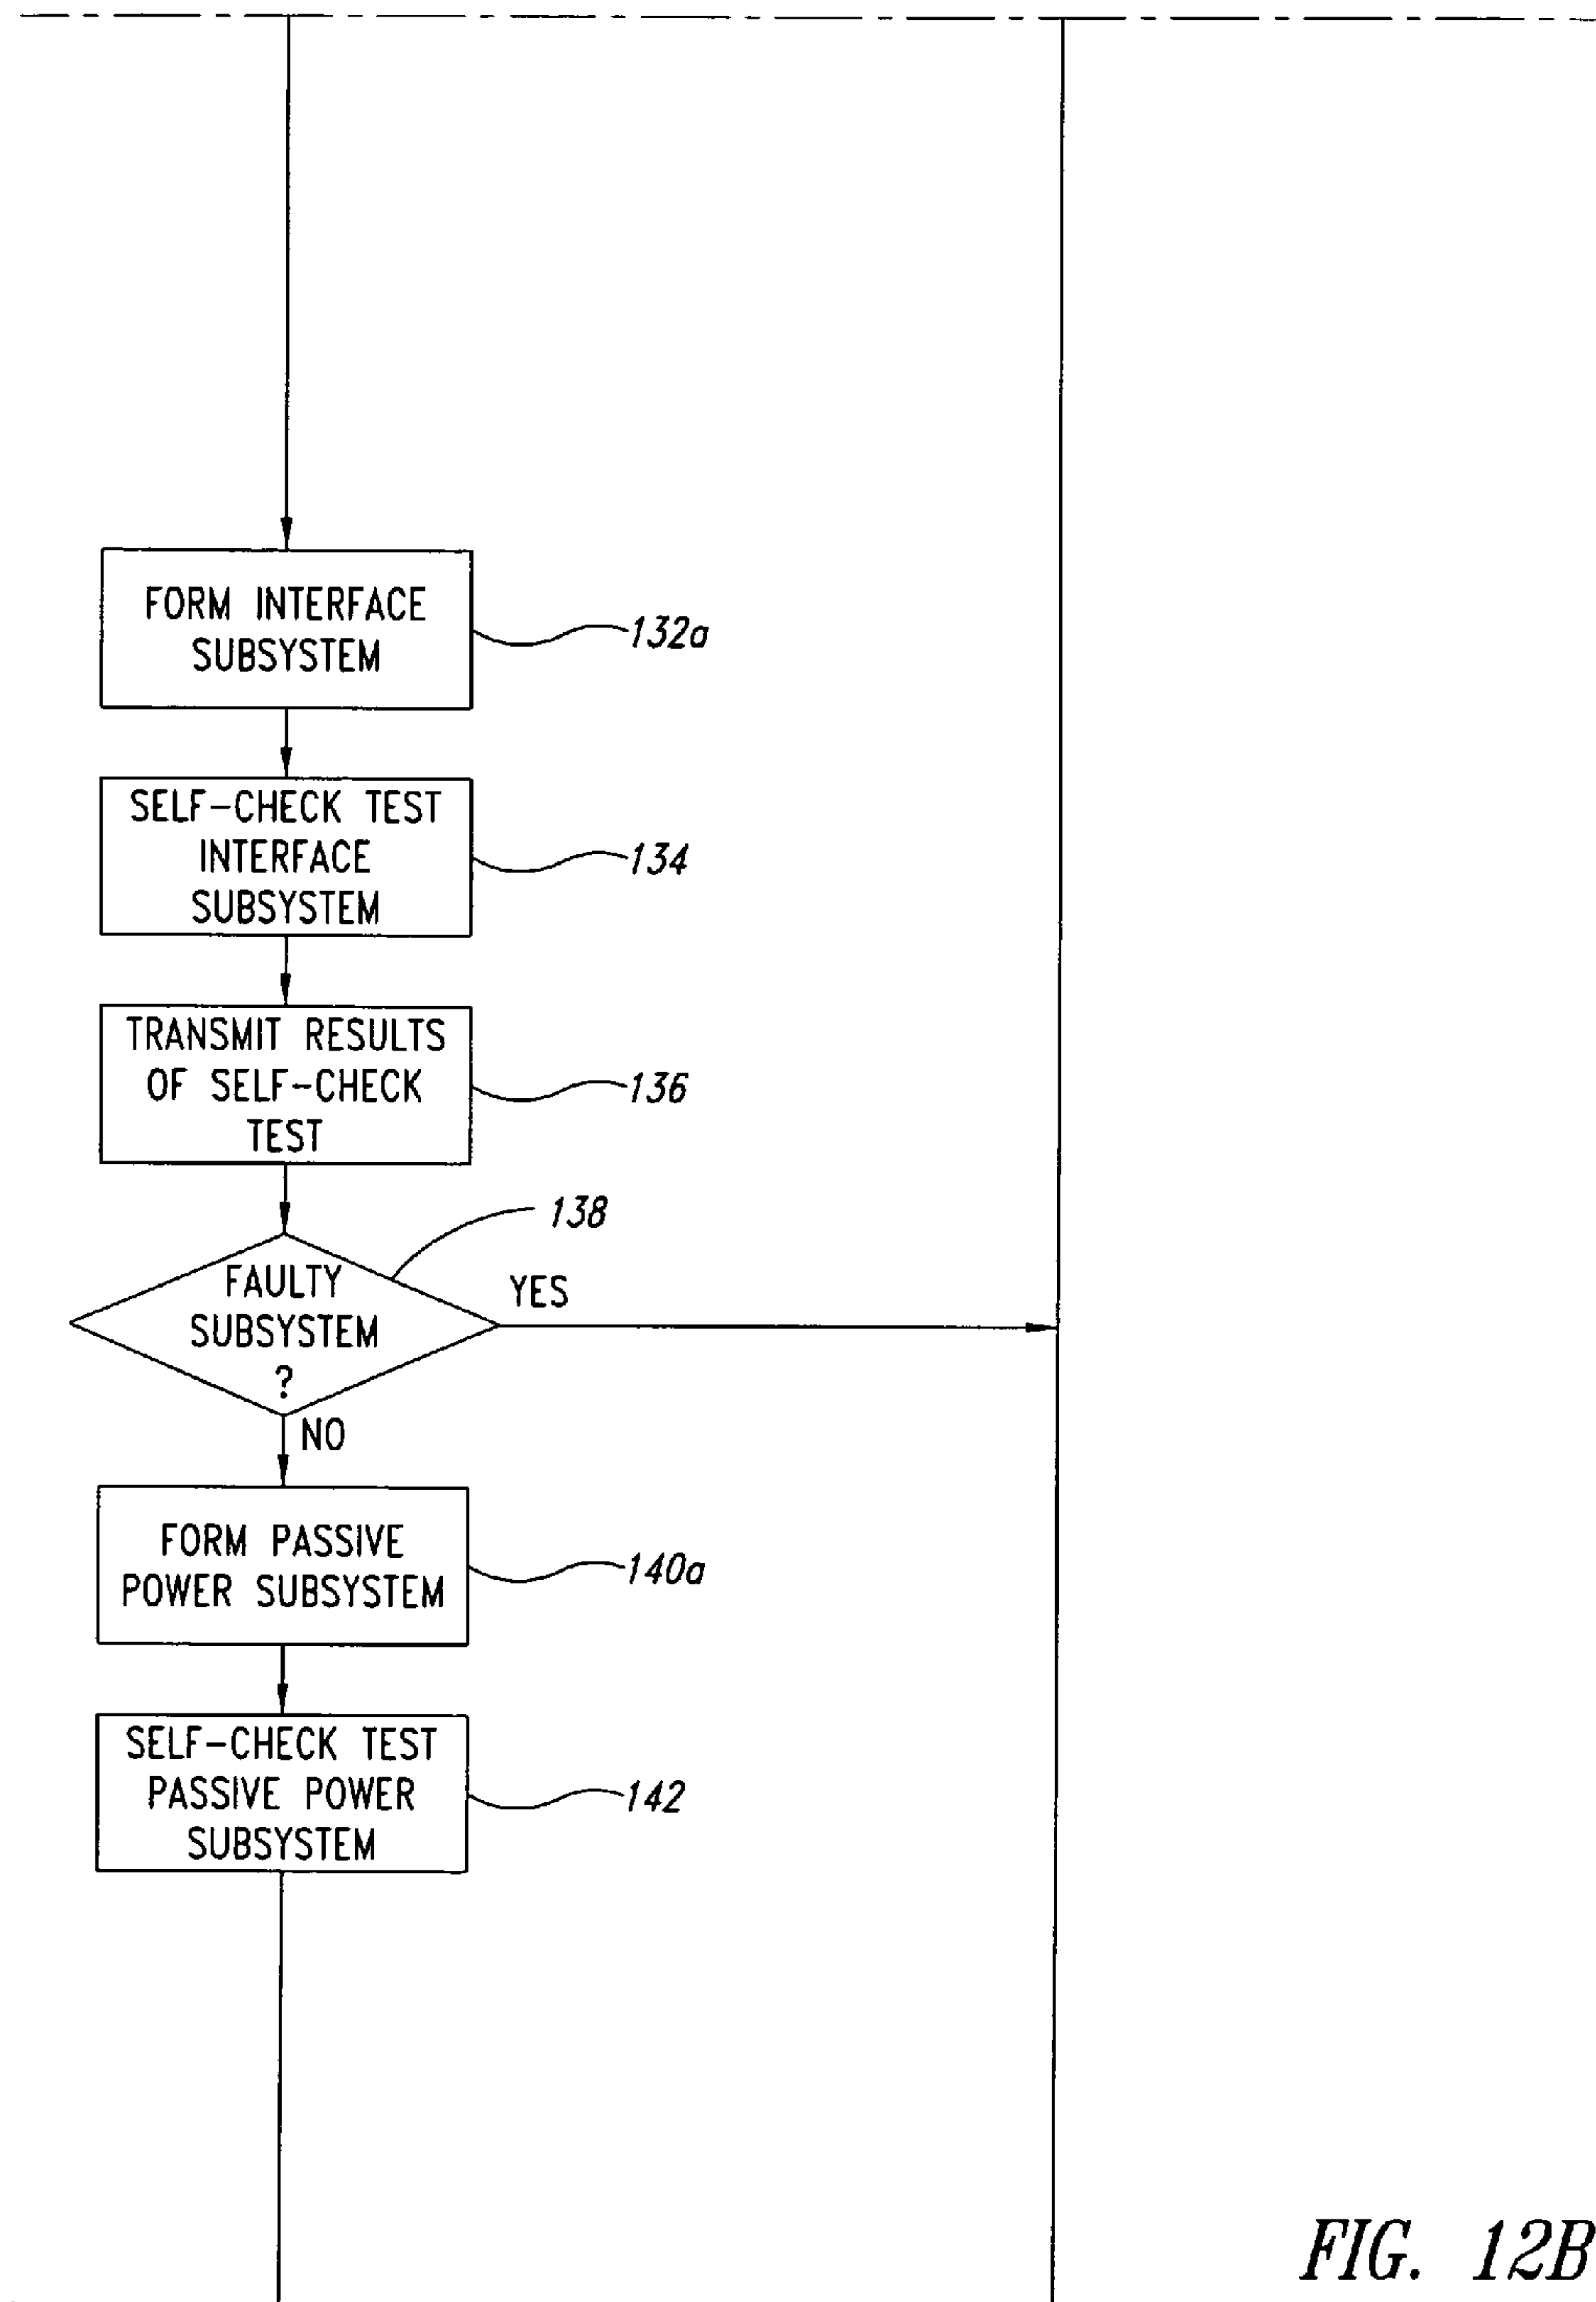 FORM INTERFACE
SUBSYSTEM
132a
SELF-CHECK TEST
INTERFACE
SUBSYSTEM
134
TRANSMIT RESULTS
OF SELF-CHECK
TEST
136
138
FAULTY
SUBSYSTEM
?
YES
NO
FORM PASSIVE
POWER SUBSYSTEM
140a
SELF-CHECK TEST
PASSIVE POWER
SUBSYSTEM
142
FIG. 12B